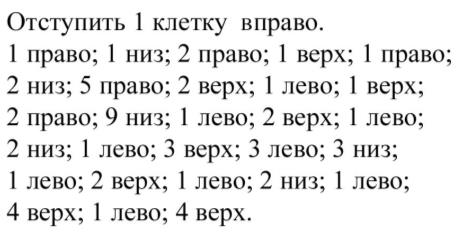 Отступить 1 клетку вправо.
1 право; 1 низ; 2 право; 1 верх; 1 право;
2 низ; 5 право; 2 верх; 1 лево; 1 верх;
2 право; 9 низ; 1 лево; 2 верх; 1 лево;
2 низ; 1 лево; 3 верх; 3 лево; 3 низ;
1 лево; 2 верх; 1 лево; 2 низ; 1 лево;
4 верх; 1 лево; 4 верх.